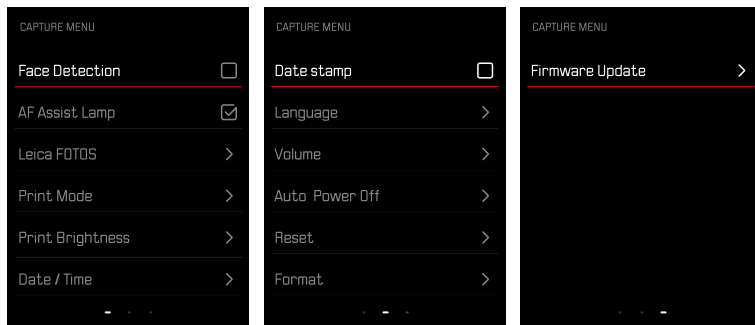 CAPTURE MENU
Face Detection
AF Assist Lamp
Leica FOTOS
Print Mode
Print Brightness
Date / Time
CAPTURE MENU
Date stamp
Language
Volume
Auto Power Off
Reset
Format
CAPTURE MENU
Firmware Update